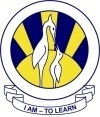 I AM – TO LEARN